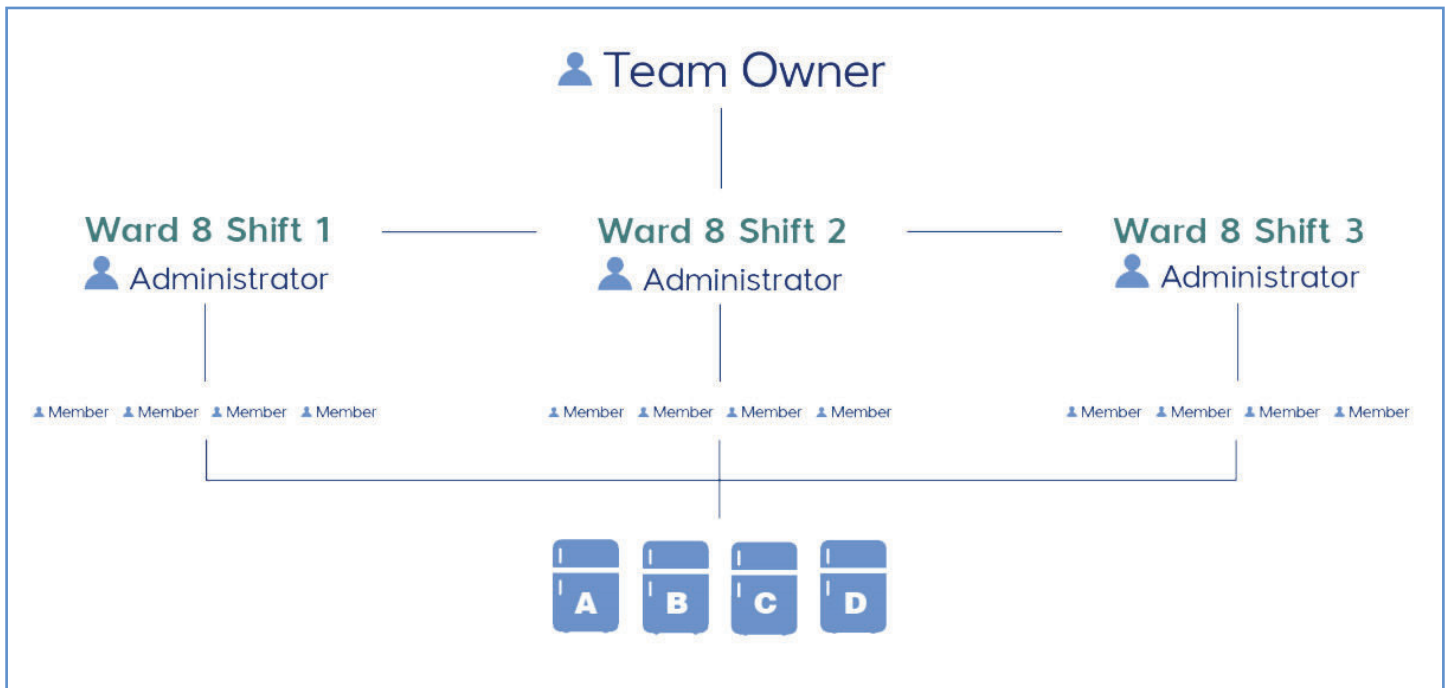 Team Owner
Ward 8 Shift 1
Ward 8 Shift 2
Ward 8 Shift 3
Administrator
Administrator
Administrator
Member Member Member Member
Member Member Member Member
Member Member Member Member
A B C D